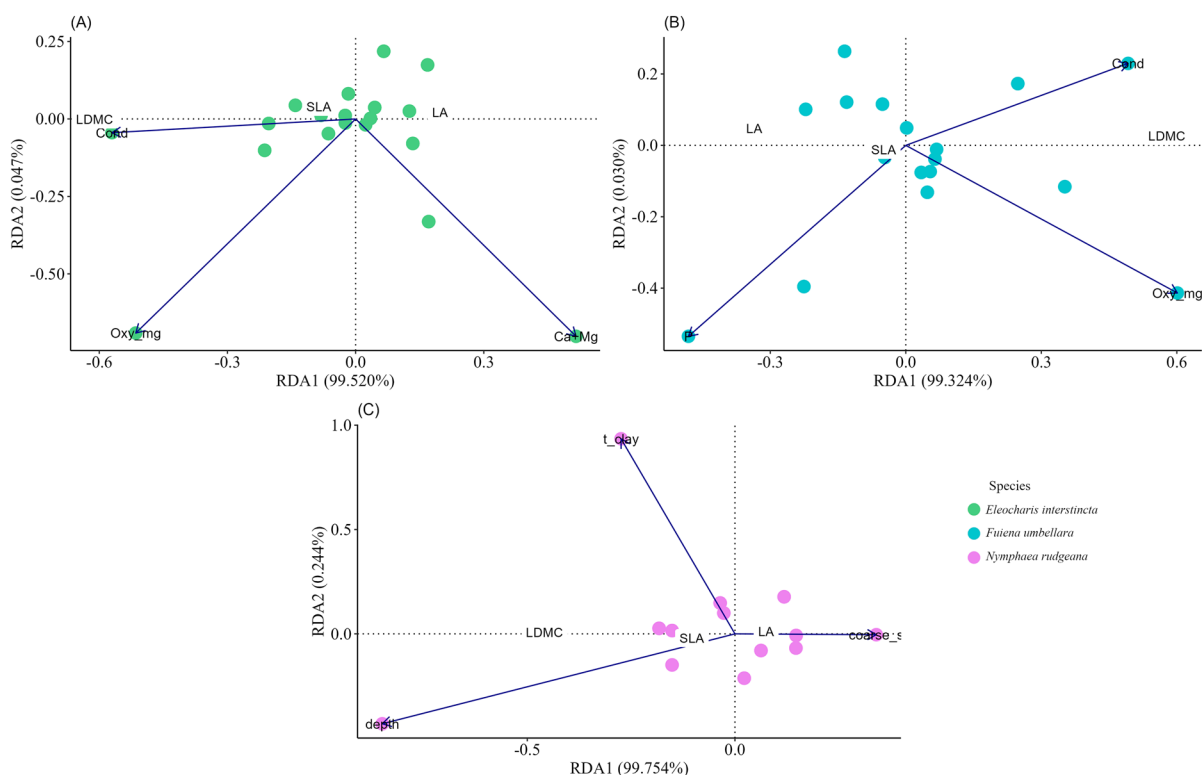 (A)
0.25
0.00
-0.25
-0.50
RDA2 (0.047%)
LDMC
Cond
SLA
LA
Oxy_mg
Ca+Mg
-0.6
-0.3
0.0
0.3
RDA1 (99.520%)
(B)
0.2
0.0
-0.2
-0.4
RDA2 (0.030%)
Cond
LA
SLA
LDMC
Oxy_mg
-0.3
0.0
0.3
0.6
RDA1 (99.324%)
(C)
1.0
0.5
0.0
RDA2 (0.244%)
t_clay
LDMC
SLA
LA
coarse_s
depth
-0.5
0.0
RDA1 (99.754%)
Species
Eleocharis interstincta
Fuiena umbellara
Nymphaea rudgeana